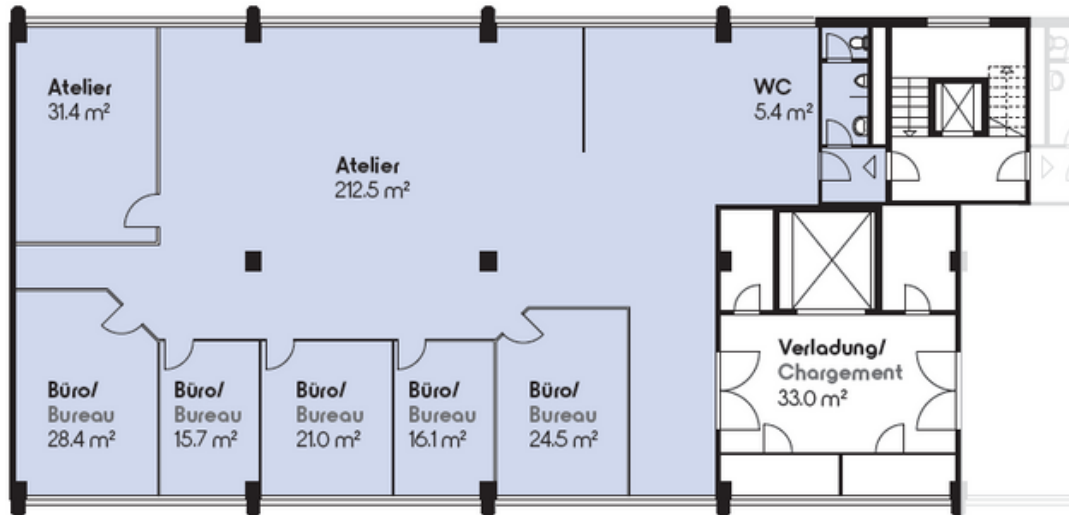 Atelier
31.4 m²
WC
5.4 m²
Atelier
212.5 m²
Büro/
Bureau
28.4 m²
Büro/
Bureau
15.7 m²
Büro/
Bureau
21.0 m²
Büro/
Bureau
16.1 m²
Büro/
Bureau
24.5 m²
Verladung/
Chargement
33.0 m²